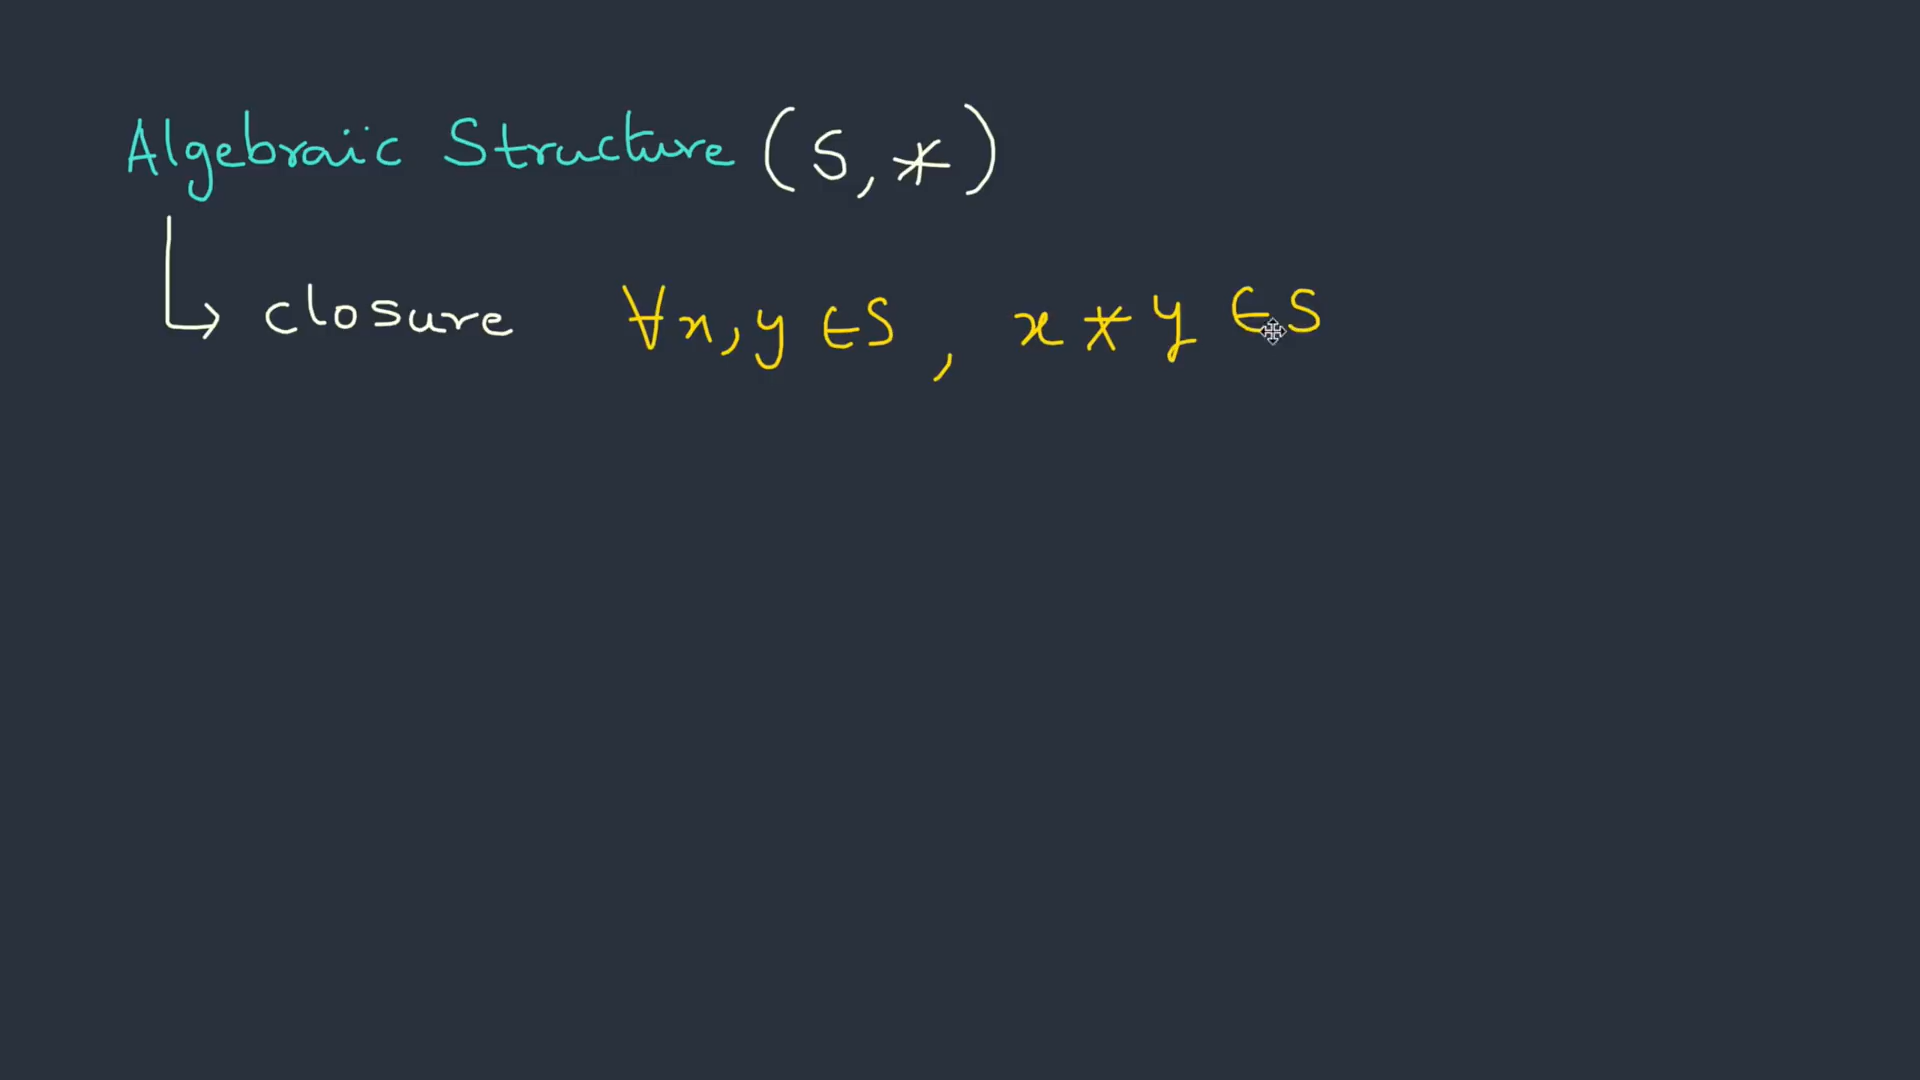 Algebraic Structure (S, *)
↳ closure ∀x, y ∈ S, x * y ∈ S